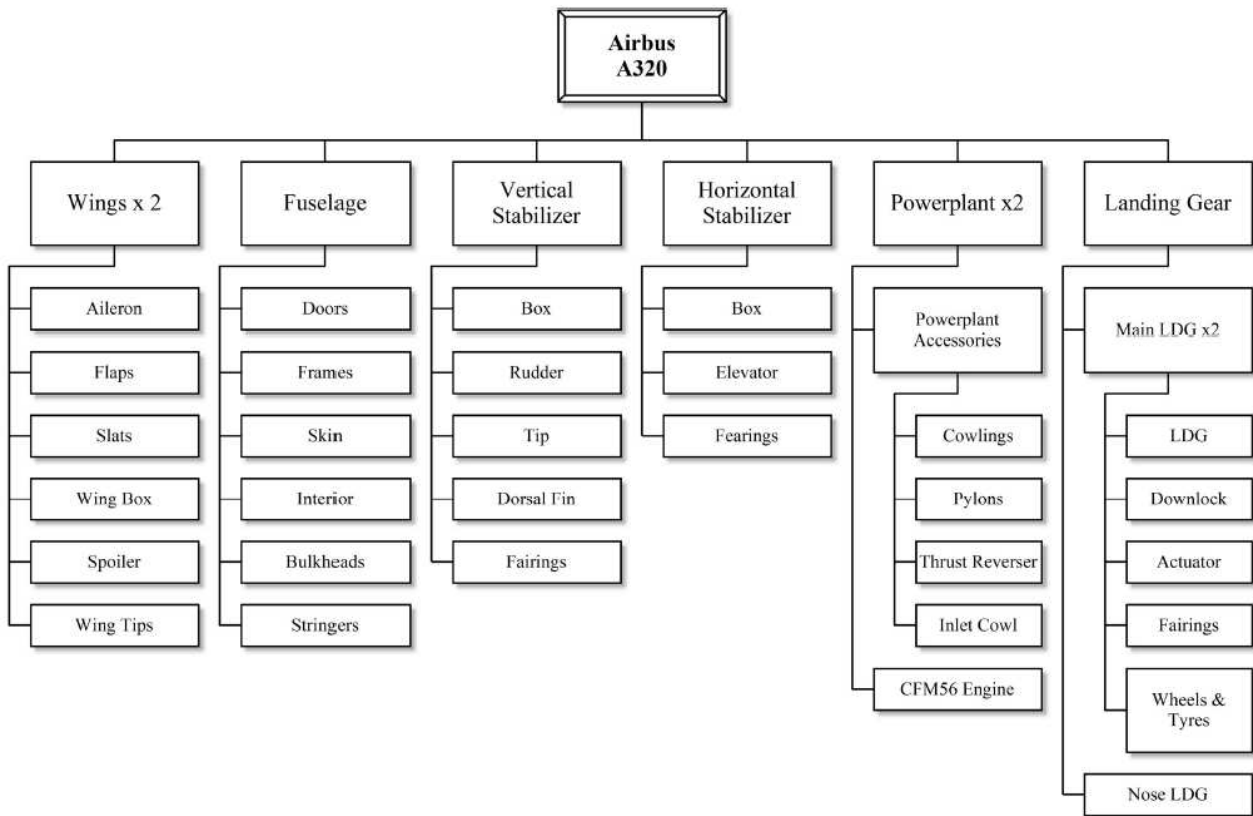 Airbus
A320
Wings x 2
Fuselage
Vertical
Stabilizer
Horizontal
Stabilizer
Powerplant x2
Landing Gear
Aileron
Flaps
Slats
Wing Box
Spoiler
Wing Tips
Doors
Frames
Skin
Interior
Bulkheads
Stringers
Box
Rudder
Tip
Dorsal Fin
Fairings
Box
Elevator
Fearings
Powerplant
Accessories
Cowlings
Pylons
Thrust Reverser
Inlet Cowl
CFM56 Engine
Main LDG x2
LDG
Downlock
Actuator
Fairings
Wheels &
Tyres
Nose LDG